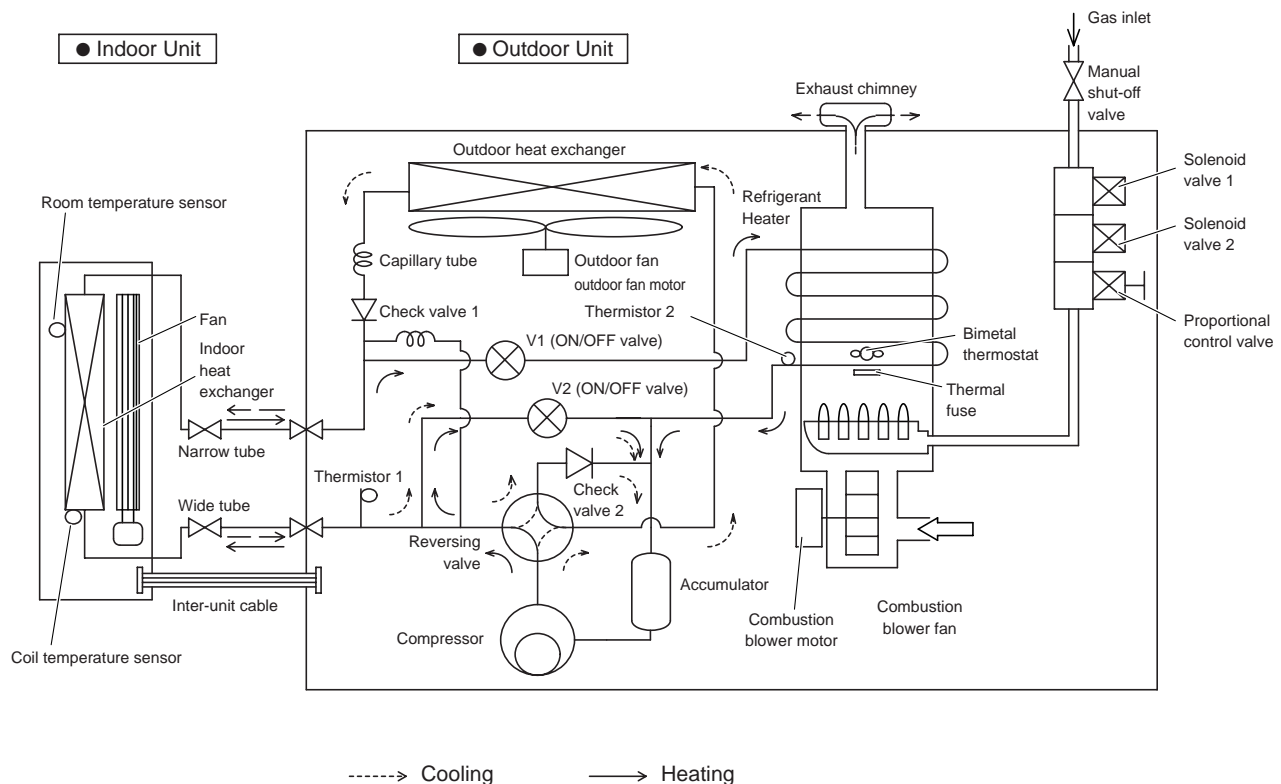 Gas inlet
● Indoor Unit
● Outdoor Unit
Manual
shut-off
valve
Exhaust chimney
Outdoor heat exchanger
Solenoid
valve 1
Room temperature sensor
Refrigerant
Heater
Solenoid
valve 2
Capillary tube
Outdoor fan
outdoor fan motor
Check valve 1
Thermistor 2
Fan
Indoor
heat
exchanger
V1 (ON/OFF valve)
Bimetal
thermostat
Proportional
control valve
V2 (ON/OFF valve)
Thermal
fuse
Narrow tube
Thermistor 1
Wide tube
Check
valve 2
Reversing
valve
Accumulator
Inter-unit cable
Compressor
Combustion
blower motor
Combustion
blower fan
Coil temperature sensor
Cooling
Heating